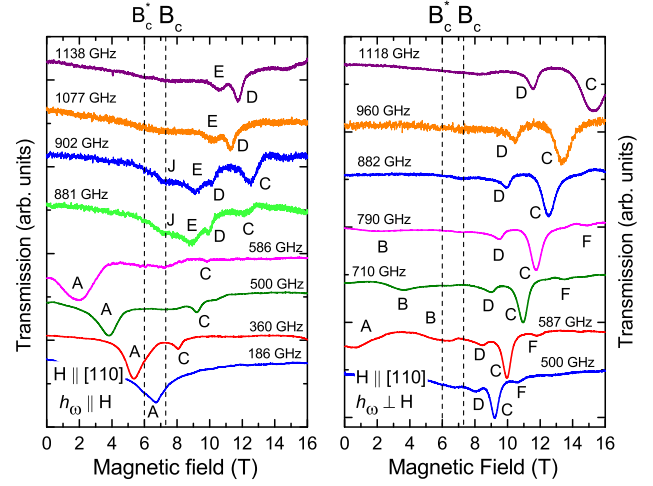 B*c Bc
1138 GHz
E
D
1077 GHz
E
D
902 GHz
J E
D
C
881 GHz
J
E D
C
586 GHz
A
C
500 GHz
A
C
360 GHz
A
C
186 GHz
A
H || [110]
hω || H
0 2 4 6 8 10 12 14 16
Magnetic field (T)
Transmission (arb. units)
B*c Bc
1118 GHz
D
C
960 GHz
D
C
882 GHz
D
C
790 GHz
B
D
C
F
710 GHz
B
D
C
F
587 GHz
A
B
D
C
F
500 GHz
D
C
F
H || [110]
hω ⊥ H
0 2 4 6 8 10 12 14 16
Magnetic Field (T)
Transmission (arb. units)